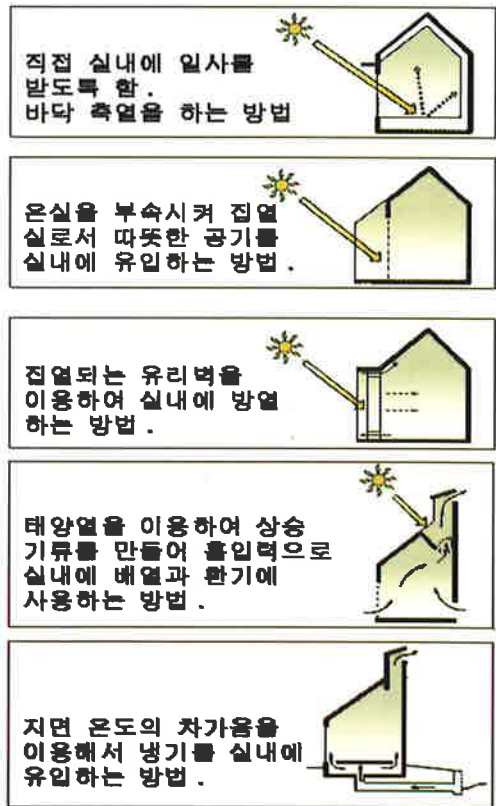 직접 실내에 일사를
받도록 함.
바닥 축열을 하는 방법
온실을 부속시켜 집열
실로서 따뜻한 공기를
실내에 유입하는 방법.
집열되는 유리벽을
이용하여 실내에 방열
하는 방법.
태양열을 이용하여 상승
기류를 만들어 흡입력으로
실내에 배열과 환기에
사용하는 방법.
지면 온도의 차가움을
이용해서 냉기를 실내에
유입하는 방법.